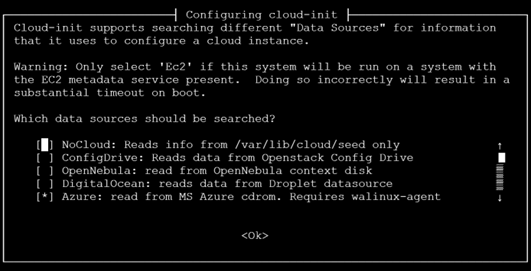 Configuring cloud-init
Cloud-init supports searching different "Data Sources" for information
that it uses to configure a cloud instance.
Warning: Only select 'Ec2' if this system will be run on a system with
the EC2 metadata service present.  Doing so incorrectly will result in a
substantial timeout on boot.
Which data sources should be searched?
[ ] NoCloud: Reads info from /var/lib/cloud/seed only
[ ] ConfigDrive: Reads data from Openstack Config Drive
[ ] OpenNebula: read from OpenNebula context disk
[ ] DigitalOcean: reads data from Droplet datasource
[*] Azure: read from MS Azure cdrom. Requires walinux-agent
<Ok>